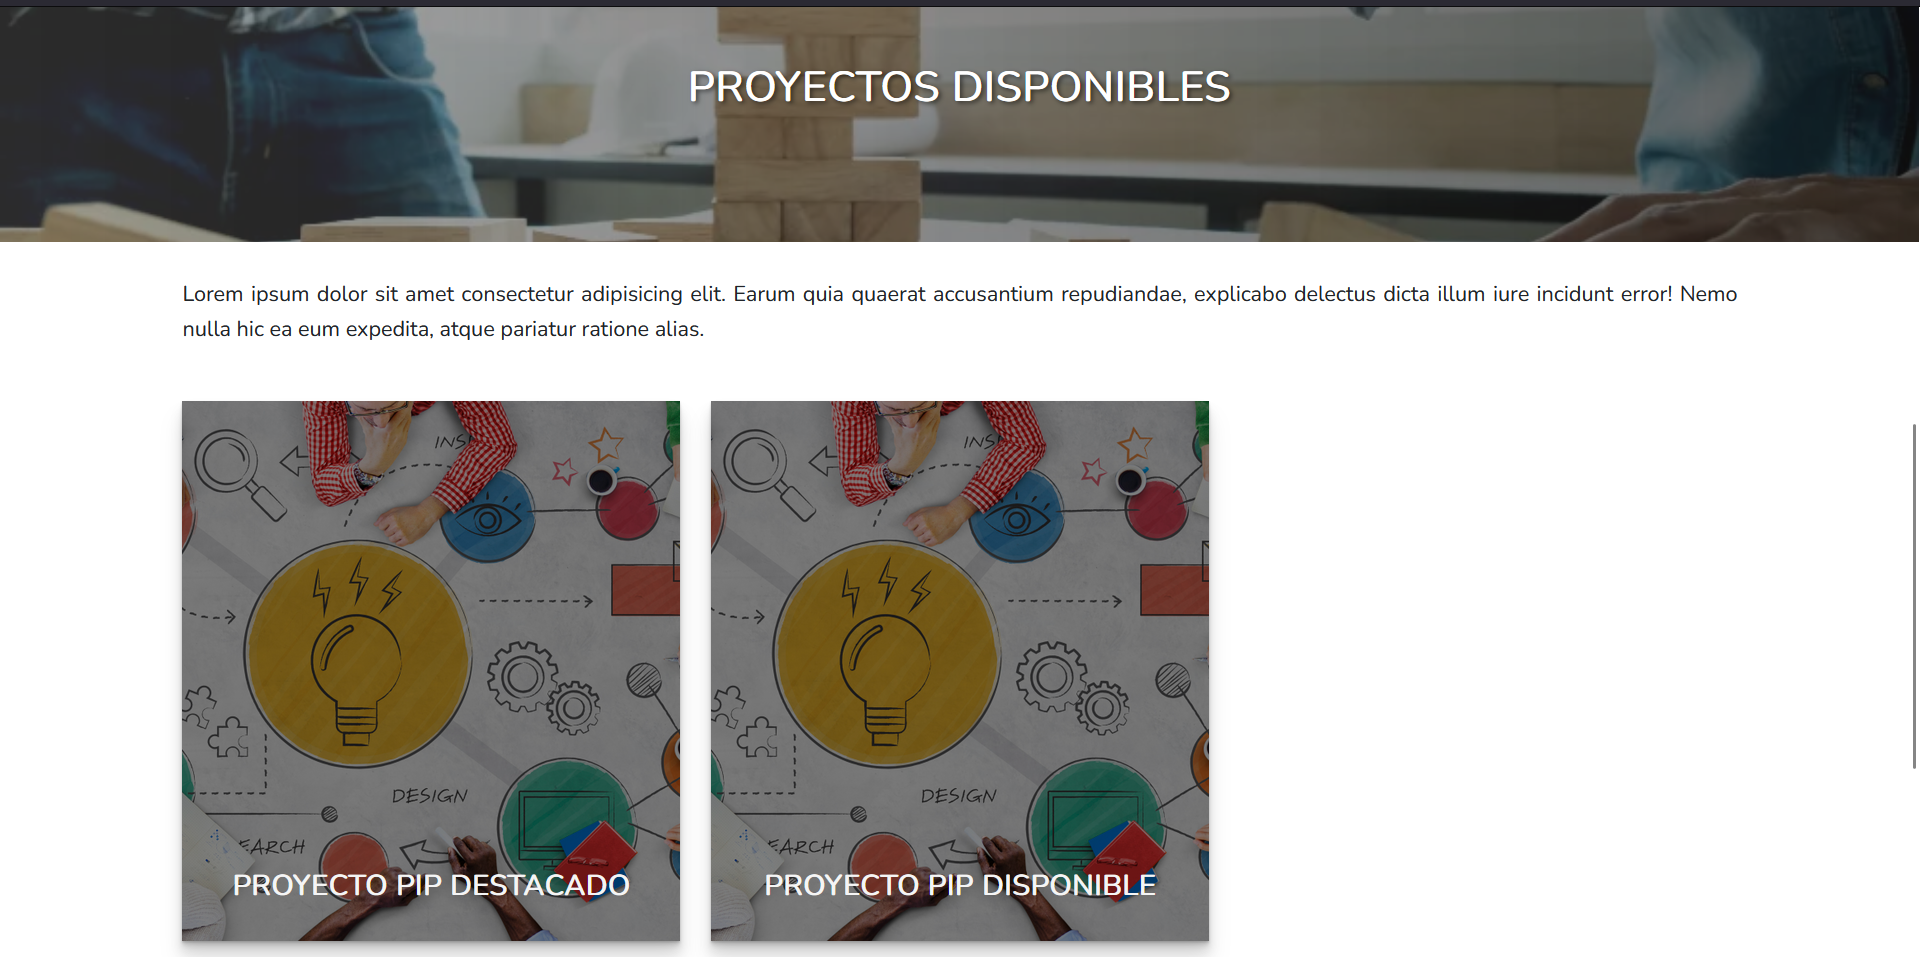 PROYECTOS DISPONIBLES
Lorem ipsum dolor sit amet consectetur adipisicing elit. Earum quia quaerat accusantium repudiandae, explicabo delectus dicta illum iure incidunt error! Nemo
nulla hic ea eum expedita, atque pariatur ratione alias.
INSI
DESIGN
EARCH
PROYECTO PIP DESTACADO
INSI
DESIGN
EARCH
PROYECTO PIP DISPONIBLE